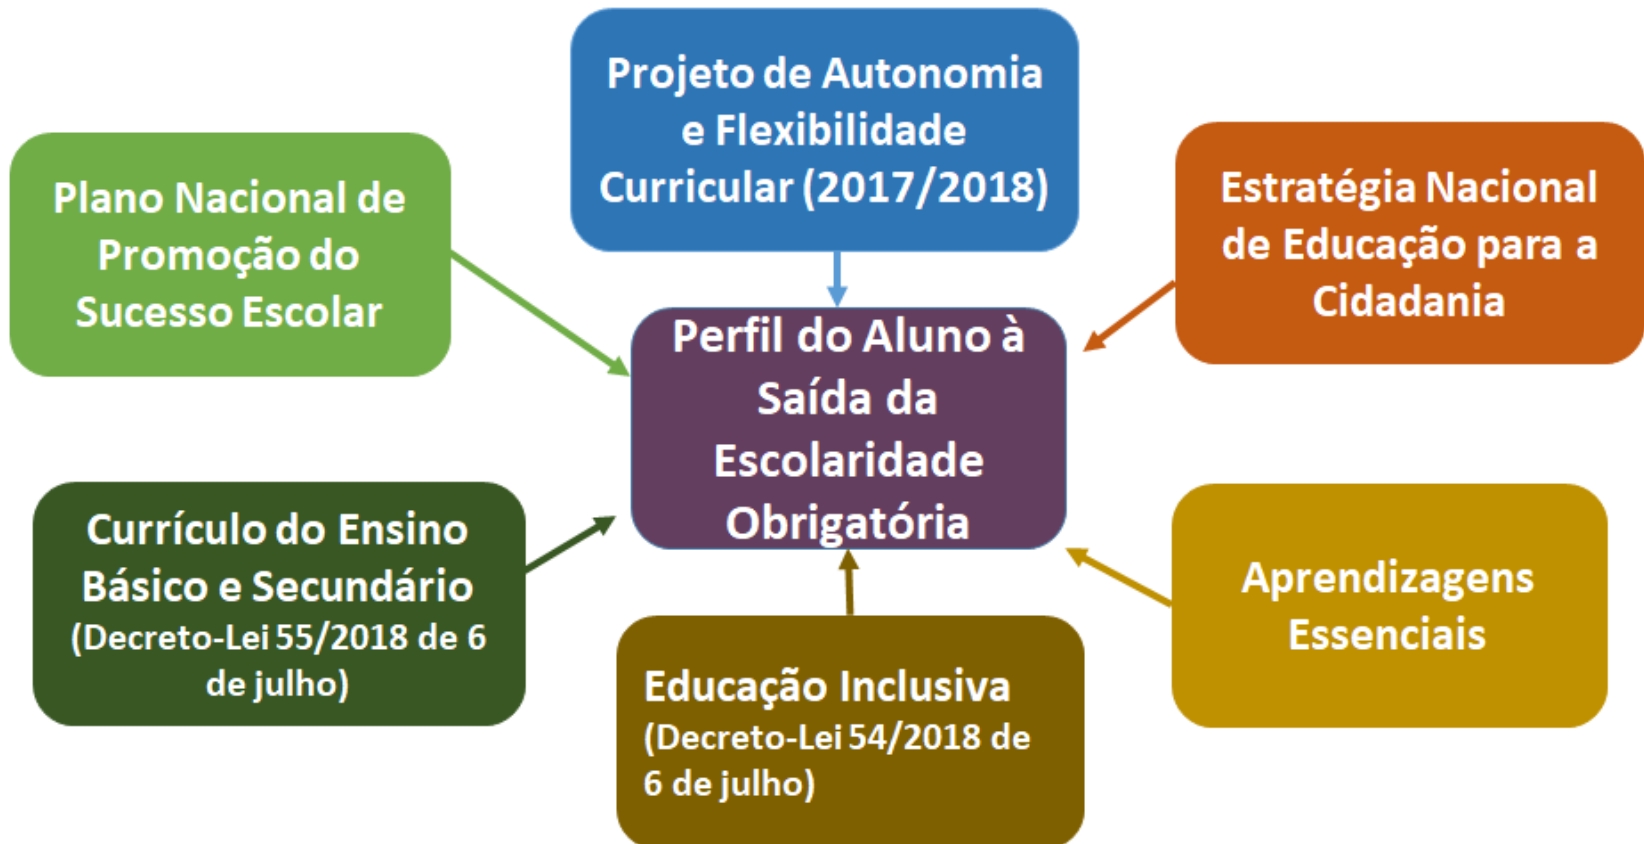 Projeto de Autonomia
e Flexibilidade
Curricular (2017/2018)
Plano Nacional de
Promoção do
Sucesso Escolar
Estratégia Nacional
de Educação para a
Cidadania
Perfil do Aluno à
Saída da
Escolaridade
Obrigatória
Currículo do Ensino
Básico e Secundário
(Decreto-Lei 55/2018 de 6
de julho)
Educação Inclusiva
(Decreto-Lei 54/2018 de
6 de julho)
Aprendizagens
Essenciais